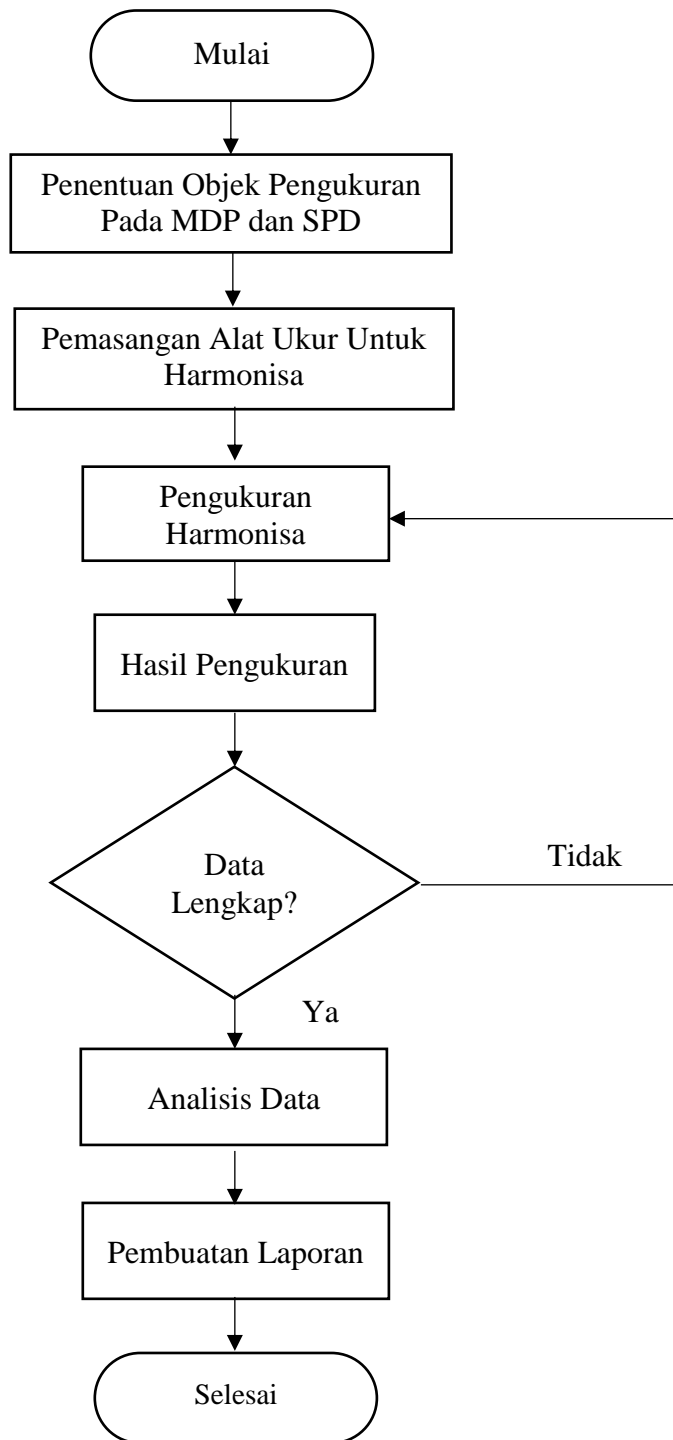 Mulai
Penentuan Objek Pengukuran
Pada MDP dan SPD
Pemasangan Alat Ukur Untuk
Harmonisa
Pengukuran
Harmonisa
Hasil Pengukuran
Data
Lengkap?
Tidak
Ya
Analisis Data
Pembuatan Laporan
Selesai